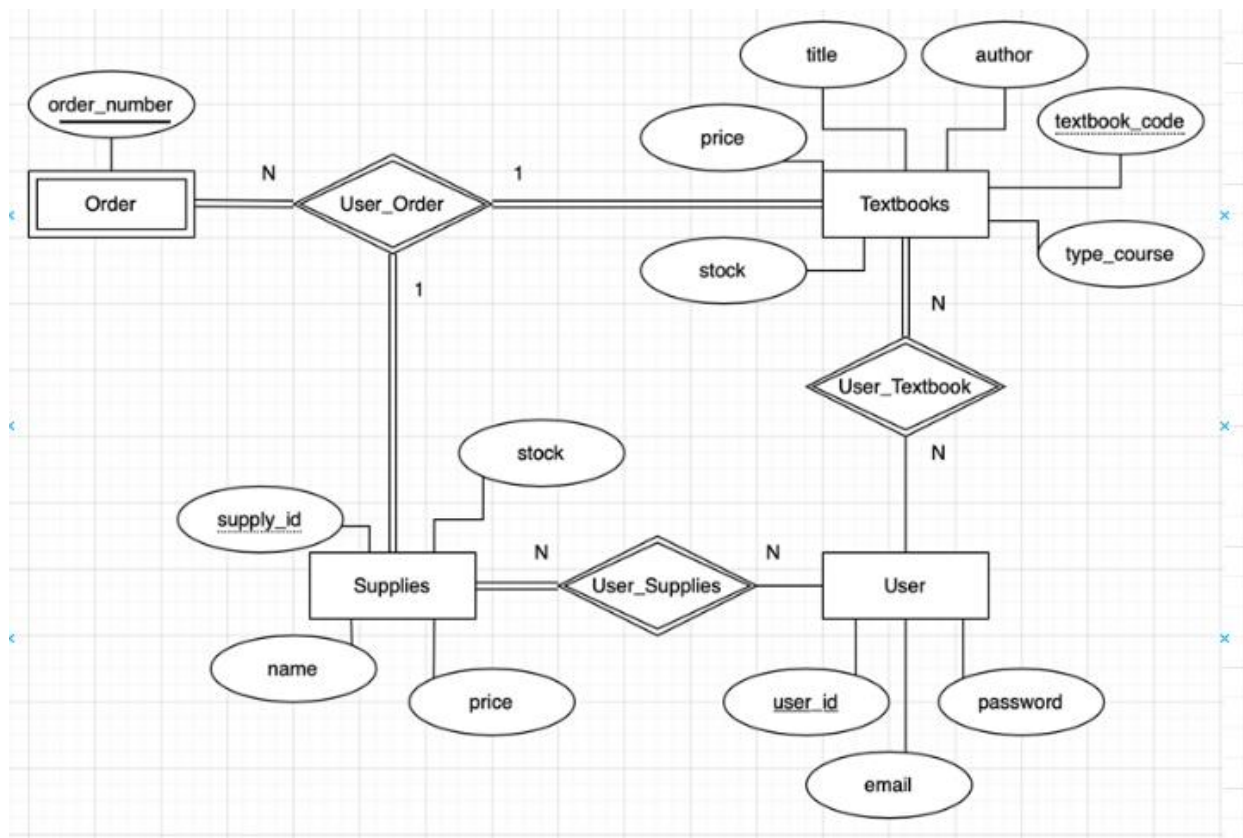 title
author
order_number
textbook_code
price
N
1
Order
User_Order
Textbooks
type_course
stock
1
N
User_Textbook
stock
N
supply_id
N
N
Supplies
User_Supplies
User
name
price
user_id
password
email